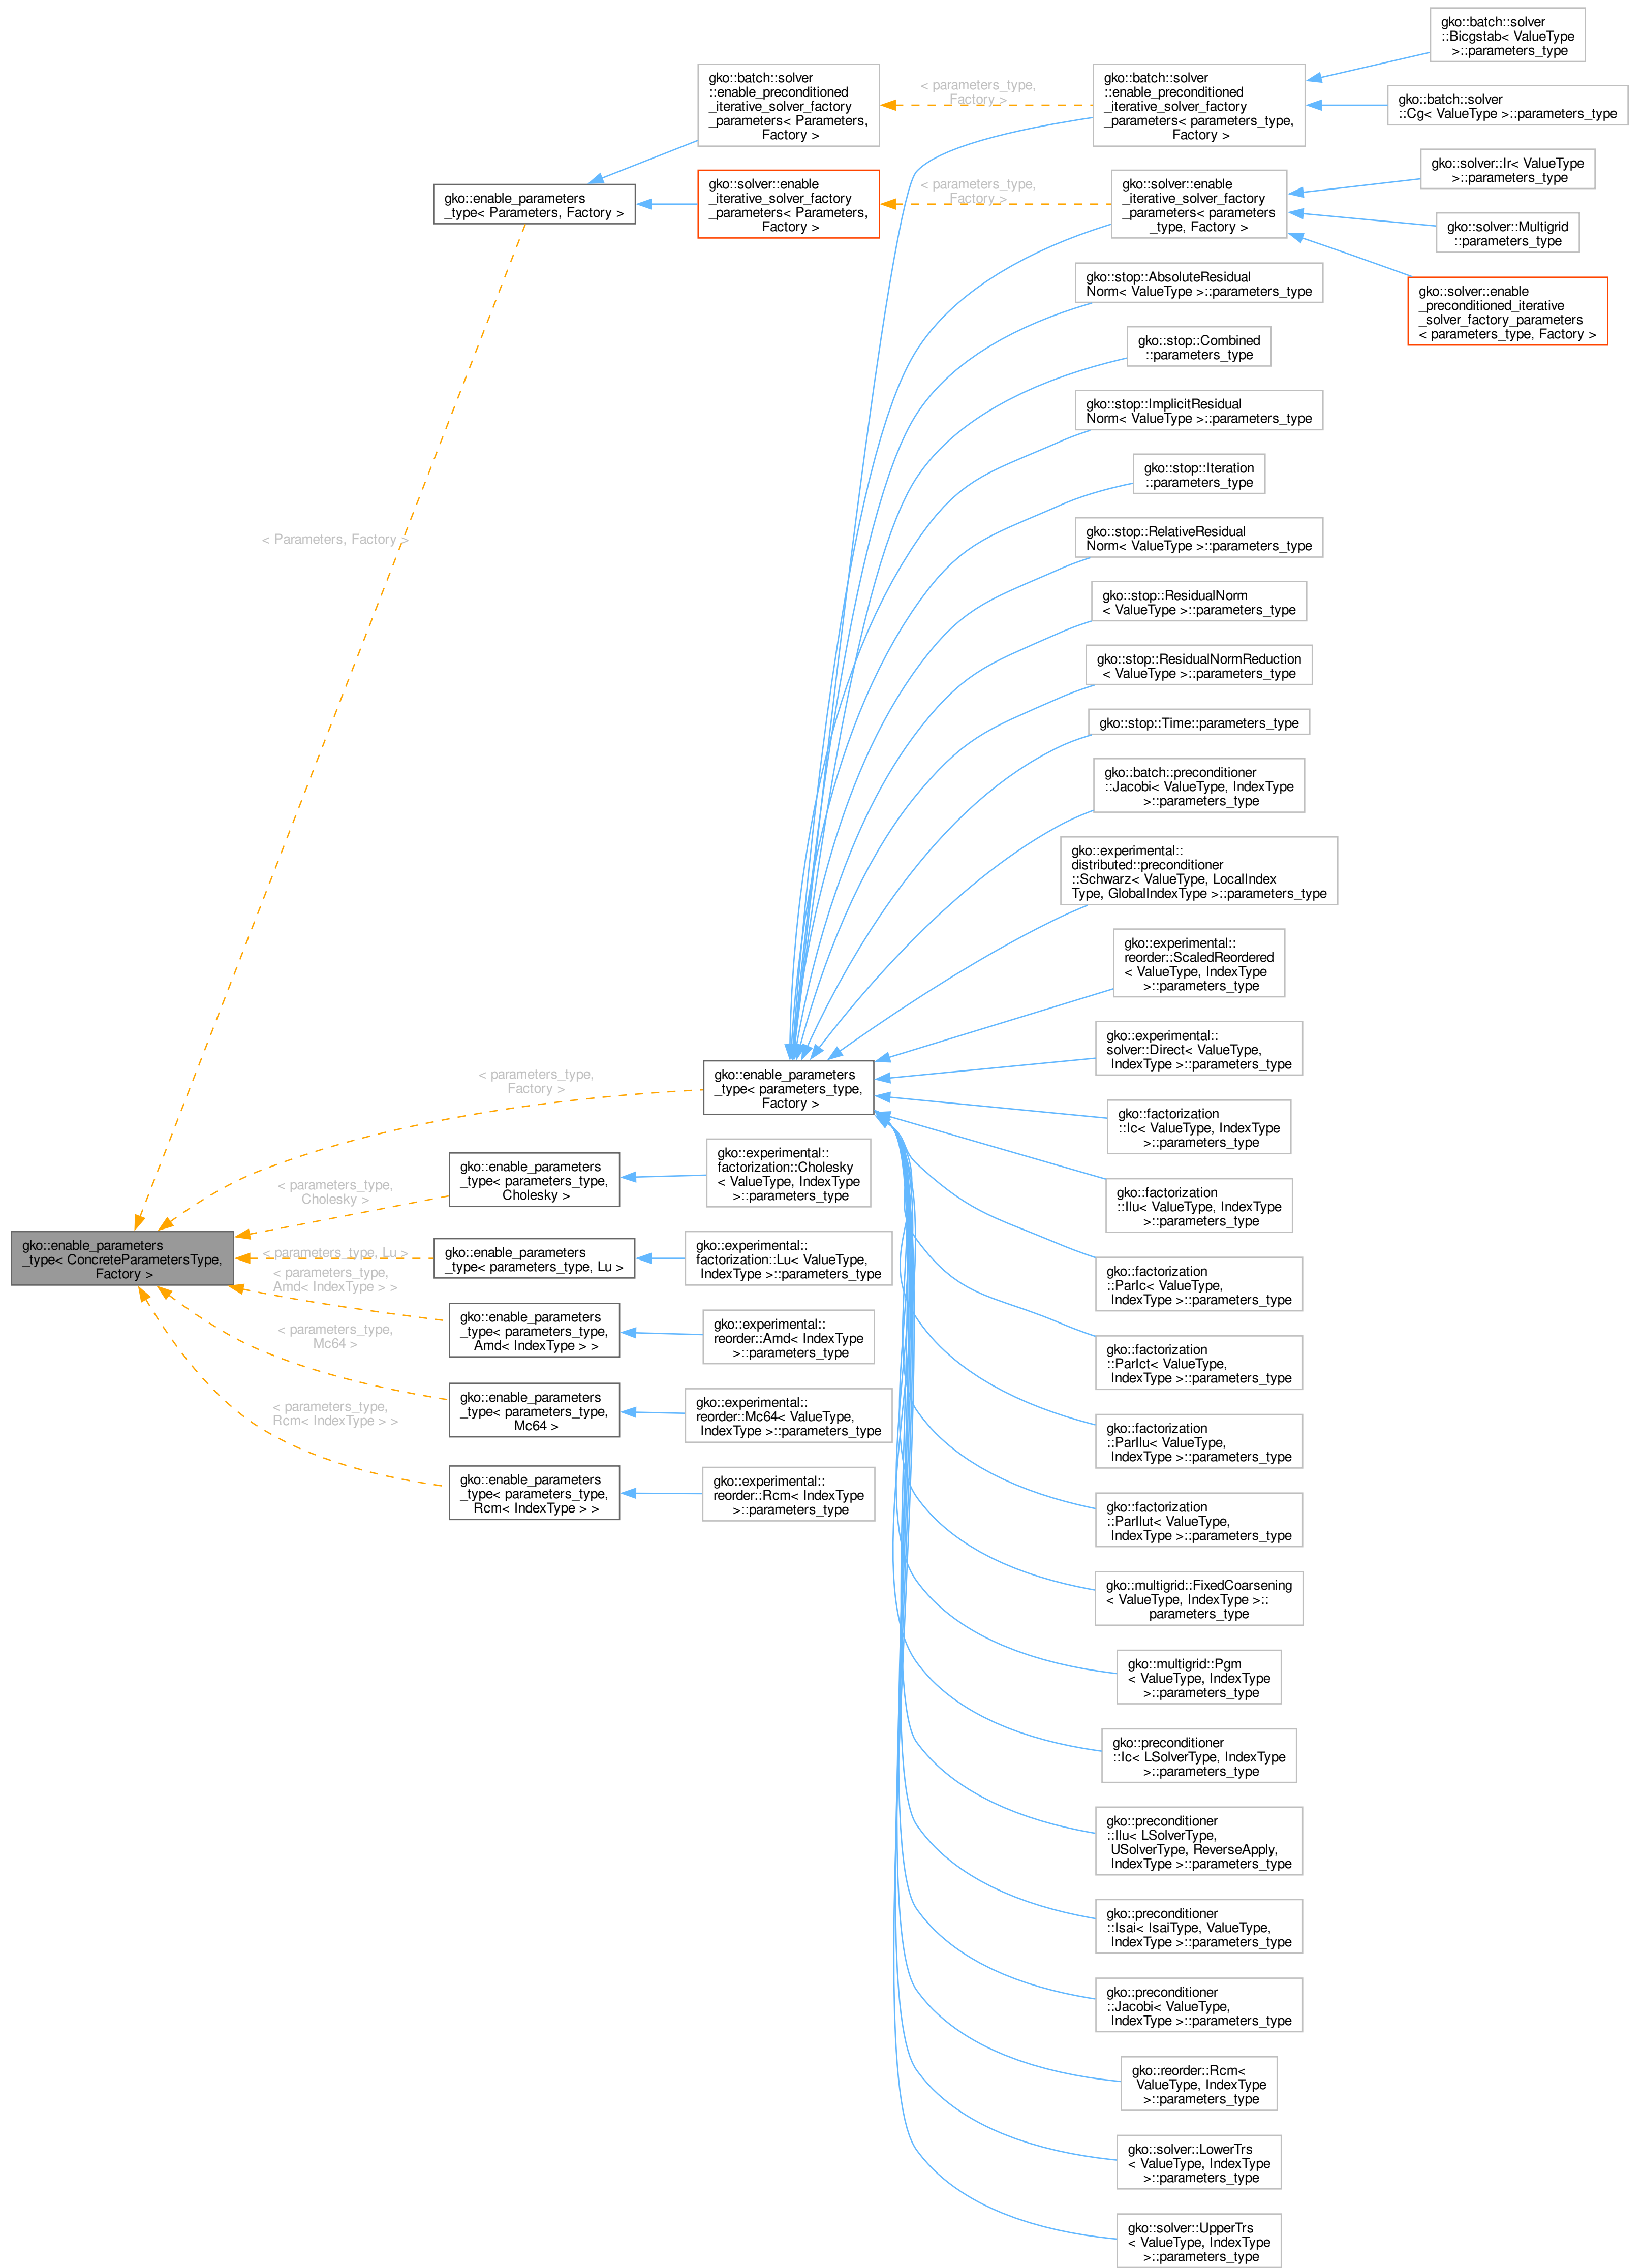 gko::batch::solver
::Bicgstab< ValueType
>::parameters_type
gko::batch::solver
::enable_preconditioned
_iterative_solver_factory
_parameters< Parameters,
Factory >
< parameters_type,
Factory >
gko::batch::solver
::enable_preconditioned
_iterative_solver_factory
_parameters< parameters_type,
Factory >
gko::batch::solver
::Cg< ValueType >::parameters_type
gko::solver::Ir< ValueType
>::parameters_type
gko::enable_parameters
_type< Parameters, Factory >
gko::solver::enable
_iterative_solver_factory
_parameters< Parameters,
Factory >
< parameters_type,
Factory >
gko::solver::enable
_iterative_solver_factory
_parameters< parameters
_type, Factory >
gko::solver::Multigrid
::parameters_type
gko::solver::enable
_preconditioned_iterative
_solver_factory_parameters
< parameters_type, Factory >
gko::stop::AbsoluteResidual
Norm< ValueType >::parameters_type
gko::stop::Combined
::parameters_type
gko::stop::ImplicitResidual
Norm< ValueType >::parameters_type
gko::stop::Iteration
::parameters_type
gko::stop::RelativeResidual
Norm< ValueType >::parameters_type
< Parameters, Factory >
gko::stop::ResidualNorm
< ValueType >::parameters_type
gko::stop::ResidualNormReduction
< ValueType >::parameters_type
gko::stop::Time::parameters_type
gko::batch::preconditioner
::Jacobi< ValueType, IndexType
>::parameters_type
gko::experimental::
distributed::preconditioner
::Schwarz< ValueType, LocalIndex
Type, GlobalIndexType >::parameters_type
gko::experimental::
reorder::ScaledReordered
< ValueType, IndexType
>::parameters_type
gko::experimental::
solver::Direct< ValueType,
IndexType >::parameters_type
< parameters_type,
Factory >
gko::enable_parameters
_type< parameters_type,
Factory >
gko::factorization
::Ic< ValueType, IndexType
>::parameters_type
gko::factorization
::Ilu< ValueType, IndexType
>::parameters_type
< parameters_type,
Cholesky >
gko::enable_parameters
_type< parameters_type,
Cholesky >
gko::experimental::
factorization::Cholesky
< ValueType, IndexType
>::parameters_type
gko::enable_parameters
_type< ConcreteParametersType,
Factory >
< parameters_type, Lu >
gko::enable_parameters
_type< parameters_type, Lu >
gko::experimental::
factorization::Lu< ValueType,
IndexType >::parameters_type
gko::factorization
::ParIc< ValueType,
IndexType >::parameters_type
< parameters_type,
Amd< IndexType > >
gko::enable_parameters
_type< parameters_type,
Amd< IndexType > >
gko::experimental::
reorder::Amd< IndexType
>::parameters_type
gko::factorization
::ParIct< ValueType,
IndexType >::parameters_type
< parameters_type,
Mc64 >
gko::enable_parameters
_type< parameters_type,
Mc64 >
gko::experimental::
reorder::Mc64< ValueType,
IndexType >::parameters_type
gko::factorization
::ParIlu< ValueType,
IndexType >::parameters_type
< parameters_type,
Rcm< IndexType > >
gko::enable_parameters
_type< parameters_type,
Rcm< IndexType > >
gko::experimental::
reorder::Rcm< IndexType
>::parameters_type
gko::factorization
::ParIlut< ValueType,
IndexType >::parameters_type
gko::multigrid::FixedCoarsening
< ValueType, IndexType >::
parameters_type
gko::multigrid::Pgm
< ValueType, IndexType
>::parameters_type
gko::preconditioner
::Ic< LSolverType, IndexType
>::parameters_type
gko::preconditioner
::Ilu< LSolverType,
USolverType, ReverseApply,
IndexType >::parameters_type
gko::preconditioner
::Isai< IsaiType, ValueType,
IndexType >::parameters_type
gko::preconditioner
::Jacobi< ValueType,
IndexType >::parameters_type
gko::reorder::Rcm<
ValueType, IndexType
>::parameters_type
gko::solver::LowerTrs
< ValueType, IndexType
>::parameters_type
gko::solver::UpperTrs
< ValueType, IndexType
>::parameters_type